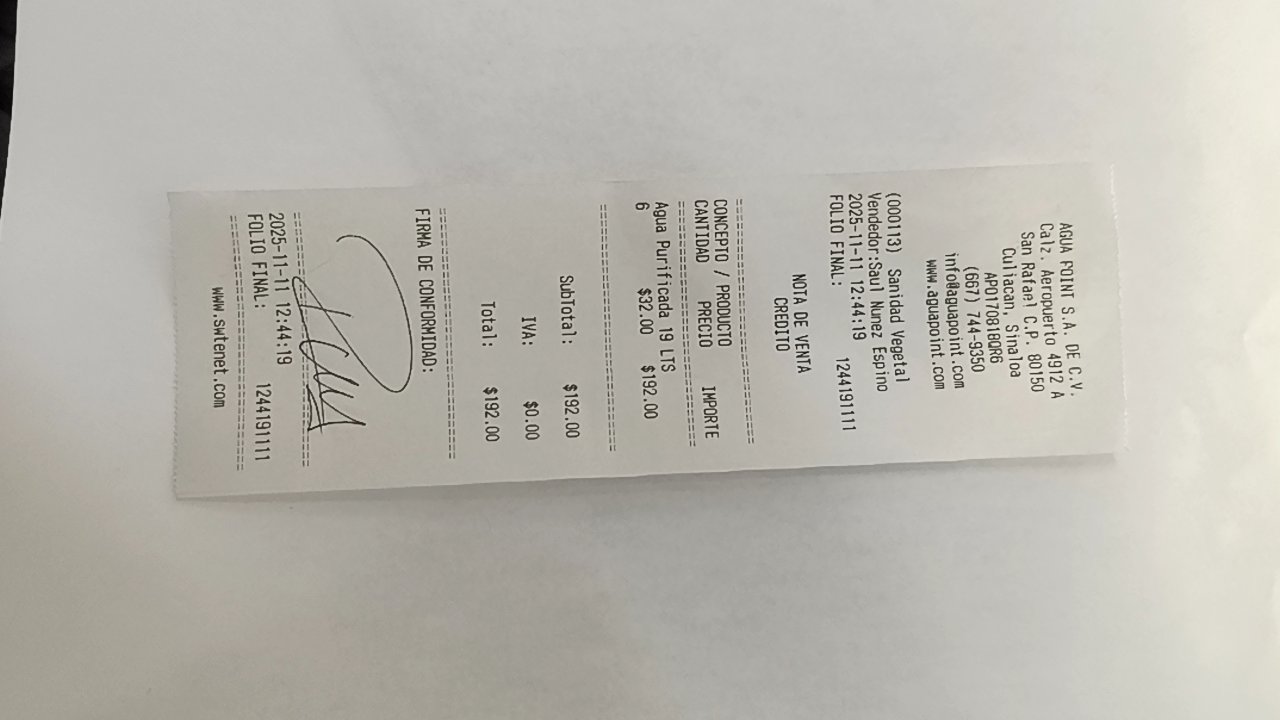 AGUA POINT S.A. DE C.V.
Calz. Aeropuerto 4912 A
San Rafael C.P. 80150
Culiacan, Sinaloa
APO170818QR6
(667) 744-9350
info@aguapoint.com
www.aguapoint.com
(000113) Sanidad Vegetal
Vendedor:Saul Nunez Espino
2025-11-11 12:44:19
FOLIO FINAL: 1244191111
NOTA DE VENTA
CREDITO
==============================
CONCEPTO / PRODUCTO
CANTIDAD PRECIO IMPORTE
==============================
Agua Purificada 19 LTS
6 $32.00 $192.00
==============================
SubTotal: $192.00
IVA: $0.00
Total: $192.00
==============================
FIRMA DE CONFORMIDAD:
==============================
2025-11-11 12:44:19
FOLIO FINAL: 1244191111
==============================
www.swtenet.com